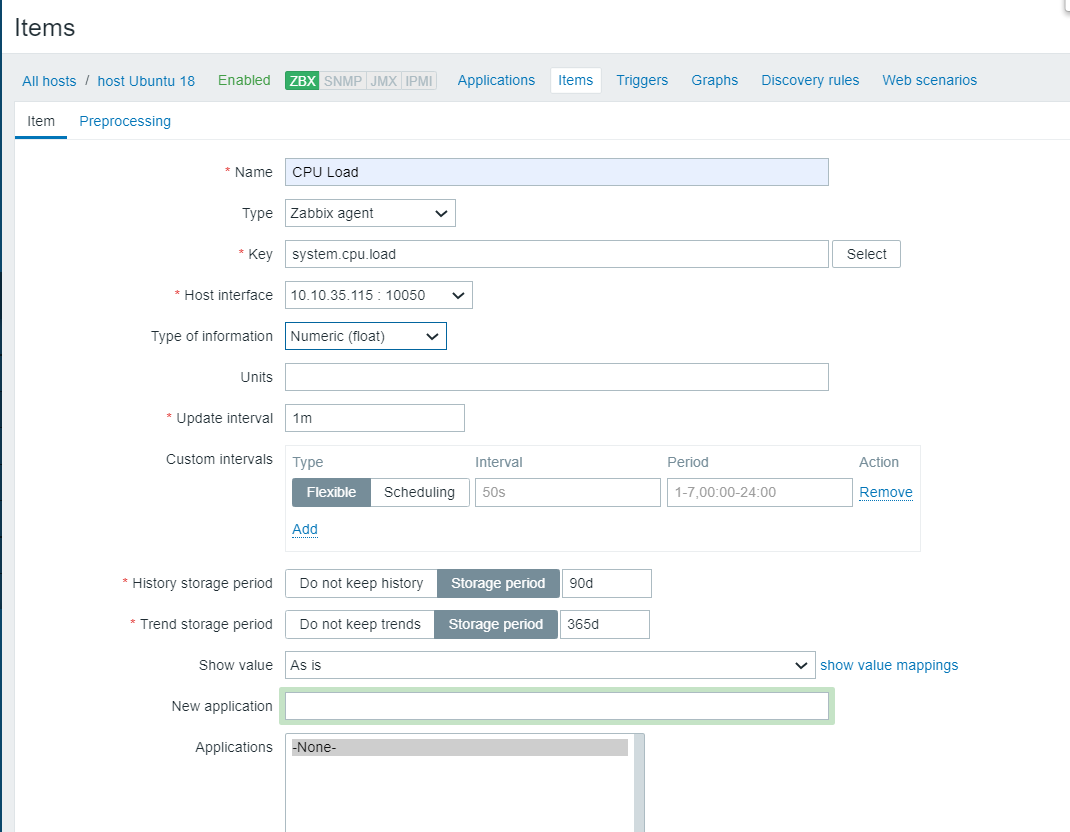 Items
All hosts / host Ubuntu 18 Enabled ZBX SNMP JMX IPMI Applications Items Triggers Graphs Discovery rules Web scenarios
Item Preprocessing
* Name CPU Load
Type Zabbix agent
* Key system.cpu.load Select
* Host interface 10.10.35.115 : 10050
Type of information Numeric (float)
Units
* Update interval 1m
Custom intervals Type Interval Period Action
Flexible Scheduling 50s 1-7,00:00-24:00 Remove
Add
* History storage period Do not keep history Storage period 90d
* Trend storage period Do not keep trends Storage period 365d
Show value As is show value mappings
New application
Applications -None-